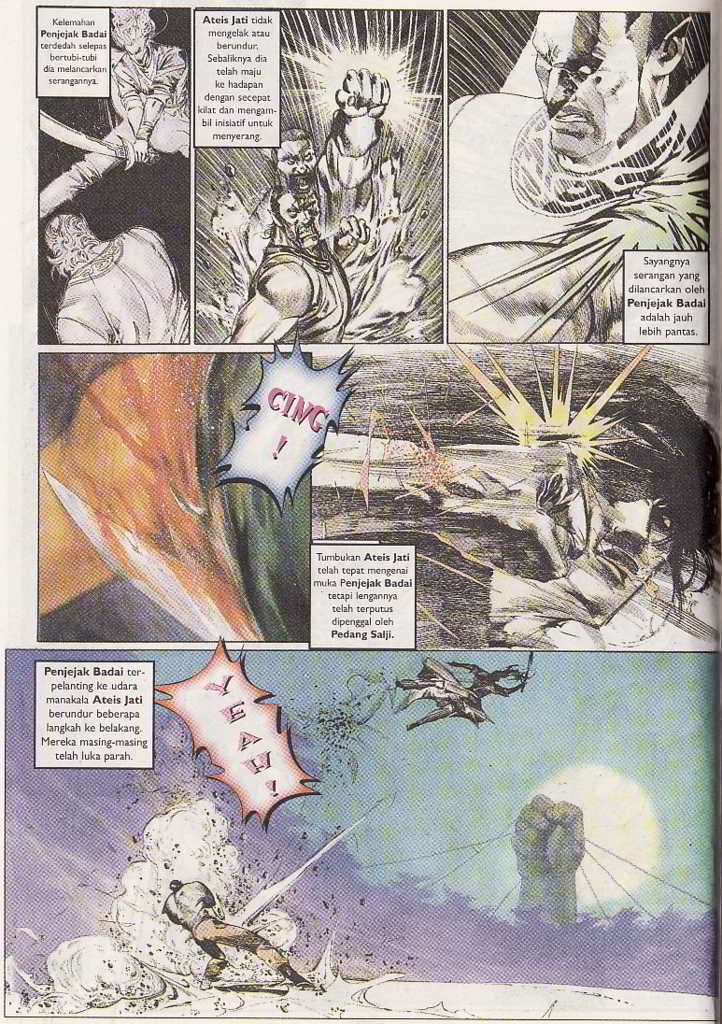 Kelemahan
Penjejak Badai
terdedah selepas
bertubi-tubi
dia melancarkan
serangannya.
Ateis Jati tidak
mengelak atau
berundur.
Sebaliknya dia
telah maju
ke hadapan
dengan secepat
kilat dan mengam-
bil inisiatif untuk
menyerang.
Sayangnya
serangan yang
dilancarkan oleh
Penjejak Badai
adalah jauh
lebih pantas.
CING
!
Tumbukan Ateis Jati
telah tepat mengenai
muka Penjejak Badai
tetapi lengannya
telah terputus
dipenggal oleh
Pedang Salji.
Penjejak Badai ter-
pelanting ke udara
manakala Ateis Jati
berundur beberapa
langkah ke belakang.
Mereka masing-masing
telah luka parah.
YEAH!